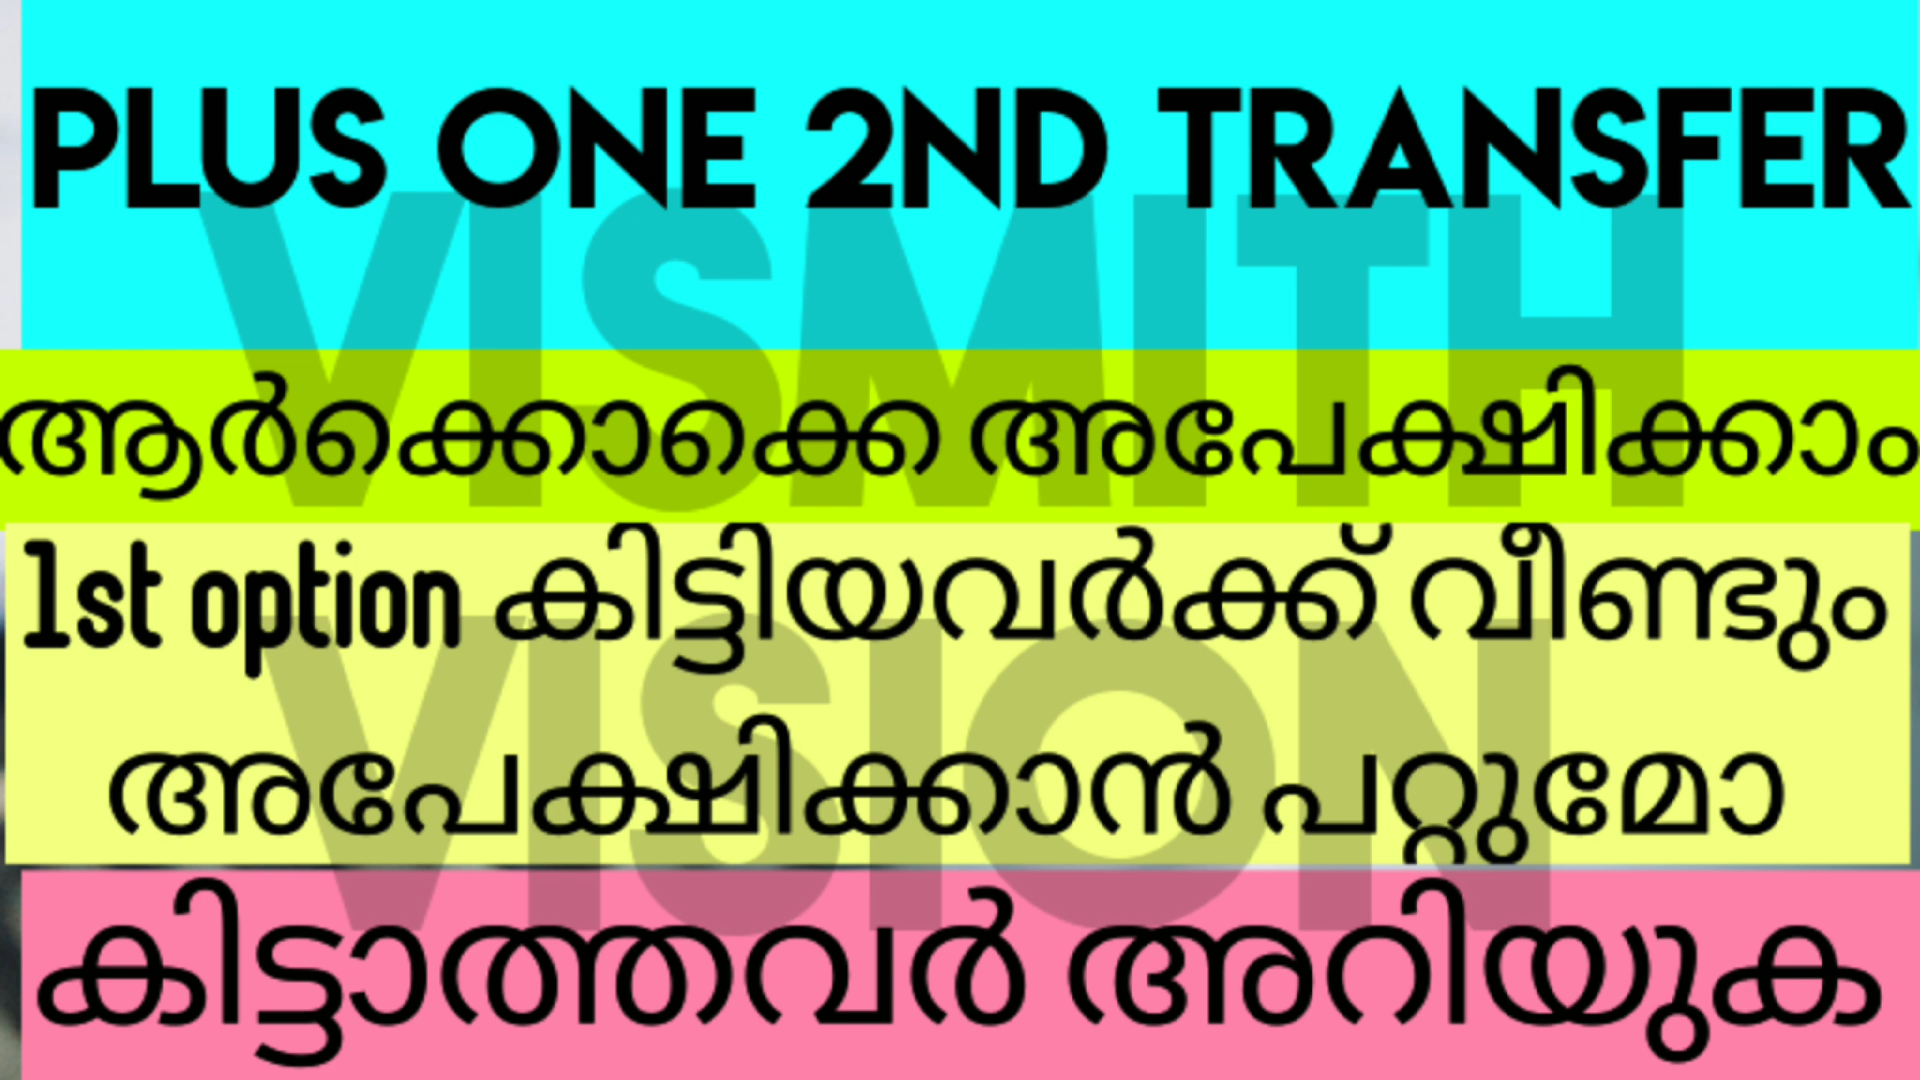 PLUS ONE 2ND TRANSFER
VISMITH
ആർക്കൊക്കെ അപേക്ഷിക്കാം
1st option കിട്ടിയവർക്ക് വീണ്ടും
VISION
അപേക്ഷിക്കാൻ പറ്റുമോ
കിട്ടാത്തവർ അറിയുക